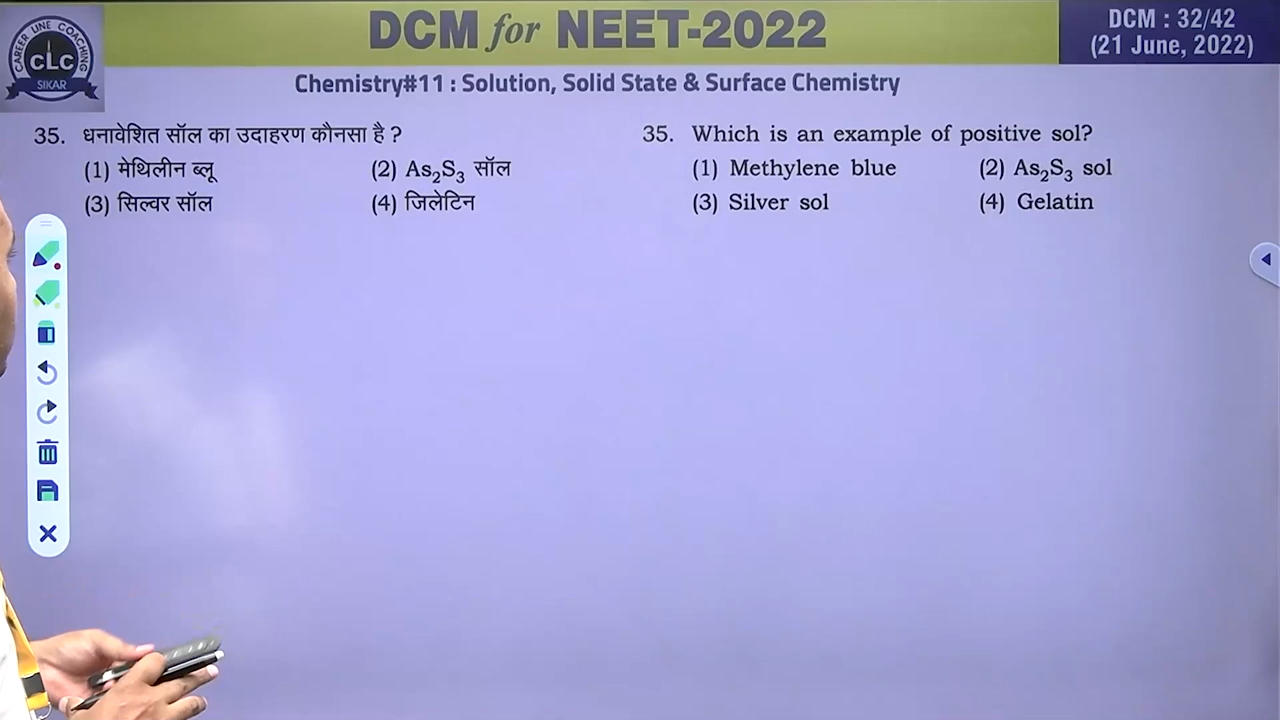 CAREER LINE COACHING
CLC
SIKAR
DCM for NEET-2022
DCM : 32/42
(21 June, 2022)
Chemistry#11 : Solution, Solid State & Surface Chemistry
35. धनावेशित सॉल का उदाहरण कौनसा है ?
(1) मेथिलीन ब्लू (2) As₂S₃ सॉल
(3) सिल्वर सॉल (4) जिलेटिन
35. Which is an example of positive sol?
(1) Methylene blue (2) As₂S₃ sol
(3) Silver sol (4) Gelatin